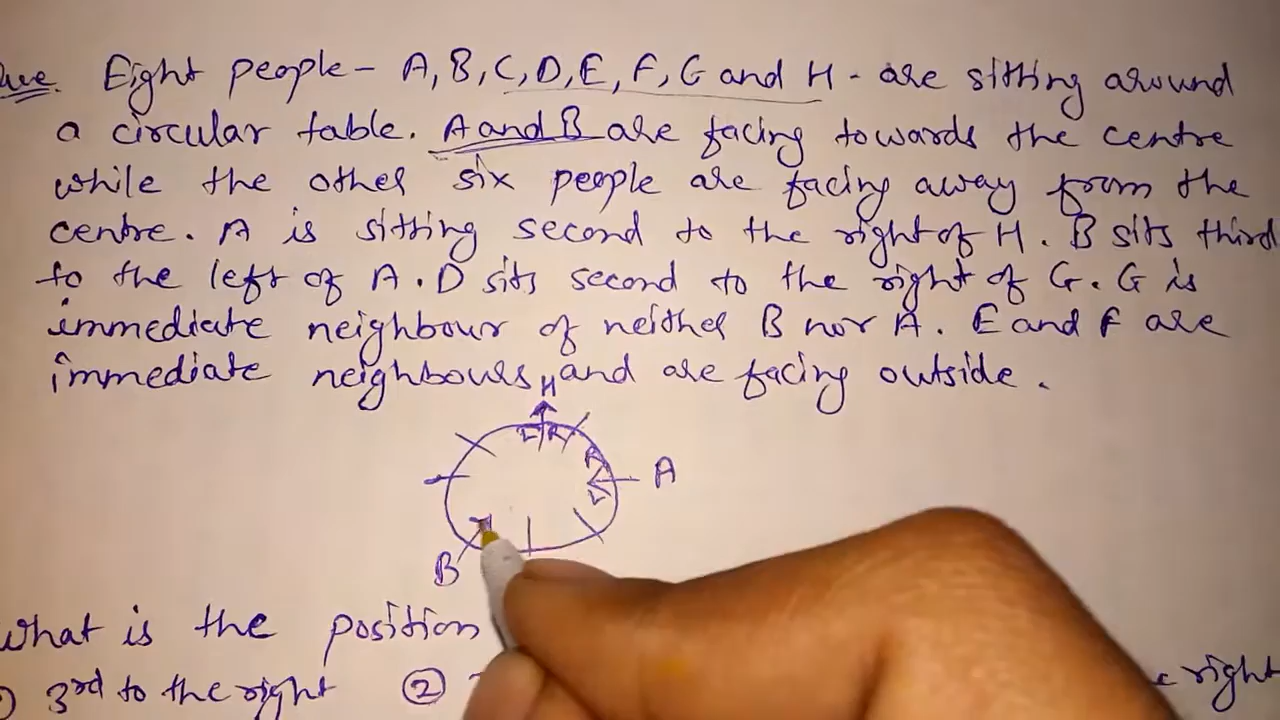 Que. Eight people - A, B, C, D, E, F, G and H - are sitting around
a circular table. A and B are facing towards the centre
while the other six people are facing away from the
centre. A is sitting second to the right of H. B sits third
to the left of A. D sits second to the right of G. G is
immediate neighbour of neither B nor A. E and F are
immediate neighbours, and are facing outside.
H
L R
R
A
L
B
What is the position
3rd to the right ②
right